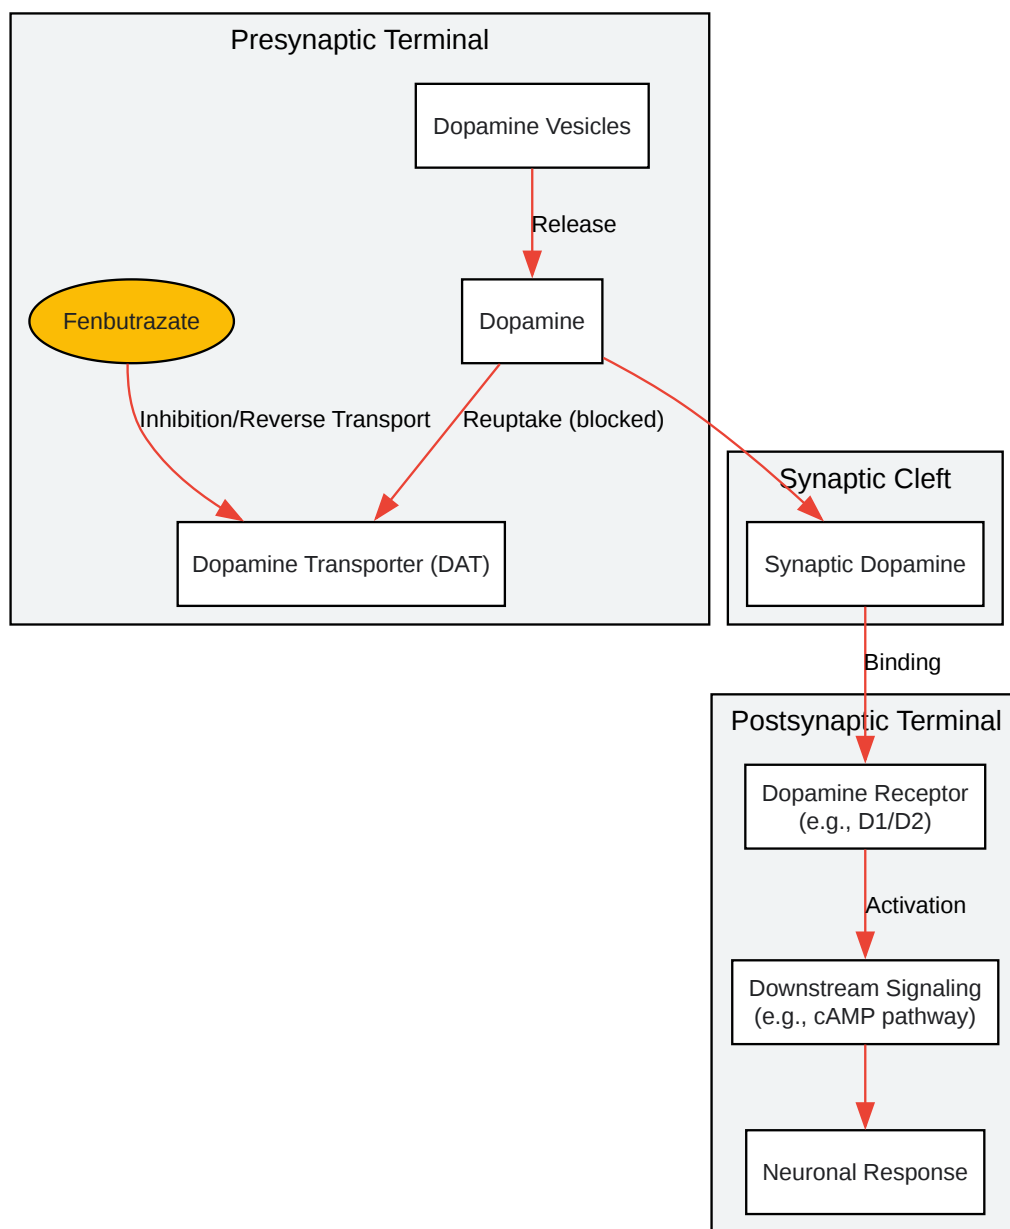 Presynaptic Terminal
Dopamine Vesicles
Release
Fenbutrazate
Dopamine
Inhibition/Reverse Transport
Reuptake (blocked)
Dopamine Transporter (DAT)
Synaptic Cleft
Synaptic Dopamine
Binding
Postsynaptic Terminal
Dopamine Receptor
(e.g., D1/D2)
Activation
Downstream Signaling
(e.g., cAMP pathway)
Neuronal Response